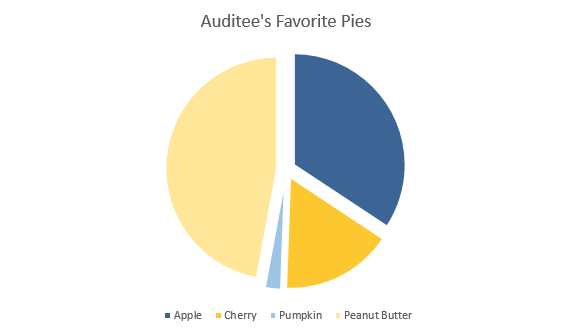 Auditee's Favorite Pies
Apple Cherry Pumpkin Peanut Butter